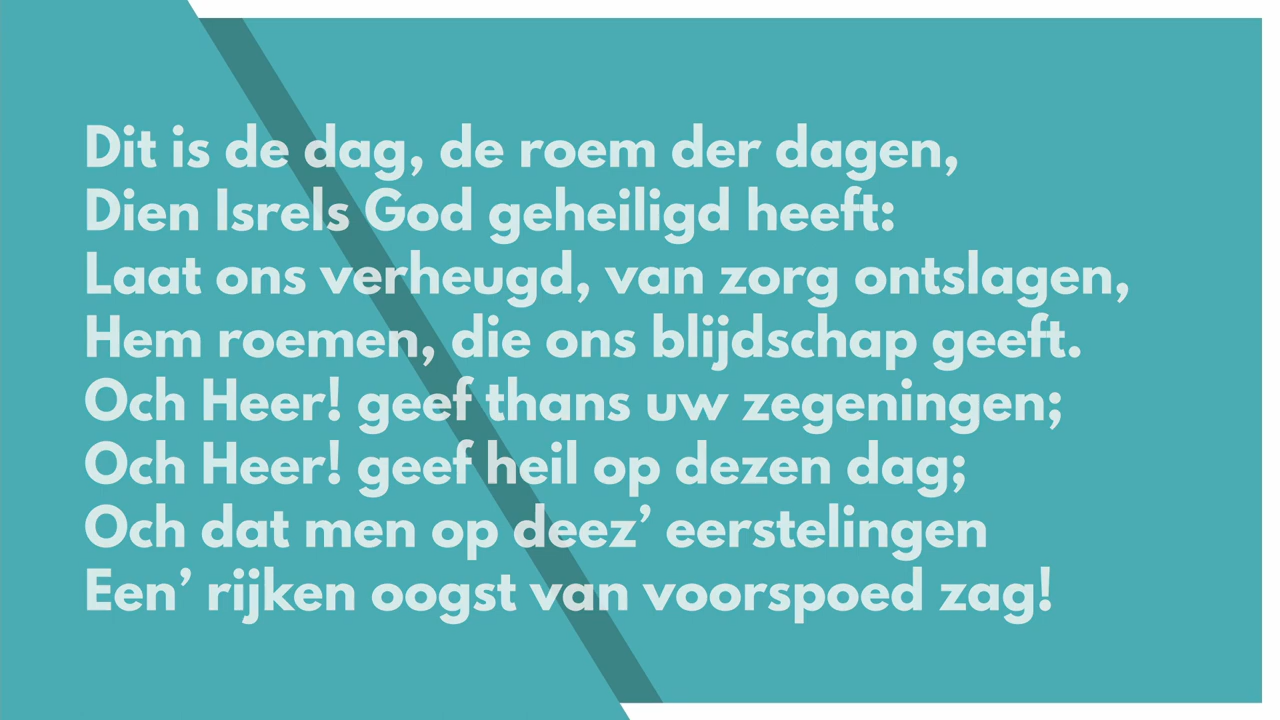 Dit is de dag, de roem der dagen,
Dien Isrels God geheiligd heeft:
Laat ons verheugd, van zorg ontslagen,
Hem roemen, die ons blijdschap geeft.
Och Heer! geef thans uw zegeningen;
Och Heer! geef heil op dezen dag;
Och dat men op deez’ eerstelingen
Een’ rijken oogst van voorspoed zag!